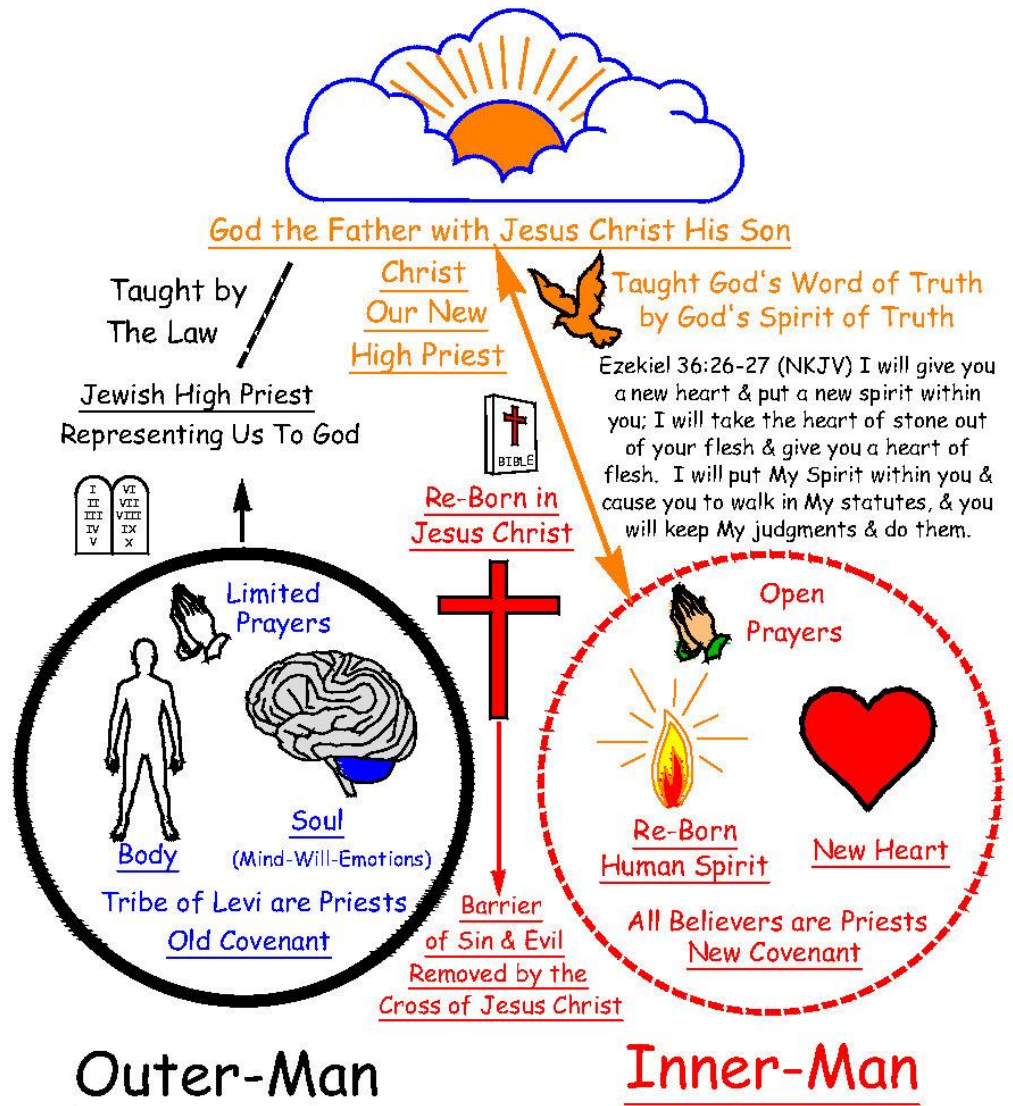 God the Father with Jesus Christ His Son
Taught by
The Law
Christ
Our New
High Priest
Taught God's Word of Truth
by God's Spirit of Truth
Jewish High Priest
Representing Us To God
Ezekiel 36:26-27 (NKJV) I will give you
a new heart & put a new spirit within
you; I will take the heart of stone out
of your flesh & give you a heart of
flesh. I will put My Spirit within you &
cause you to walk in My statutes, & you
will keep My judgments & do them.
BIBLE
I VI
II VII
III VIII
IV IX
V X
Re-Born in
Jesus Christ
Limited
Prayers
Open
Prayers
Body
Soul
(Mind-Will-Emotions)
Tribe of Levi are Priests
Old Covenant
Barrier
of Sin & Evil
Removed by the
Cross of Jesus Christ
Re-Born
Human Spirit
New Heart
All Believers are Priests
New Covenant
Outer-Man
Inner-Man